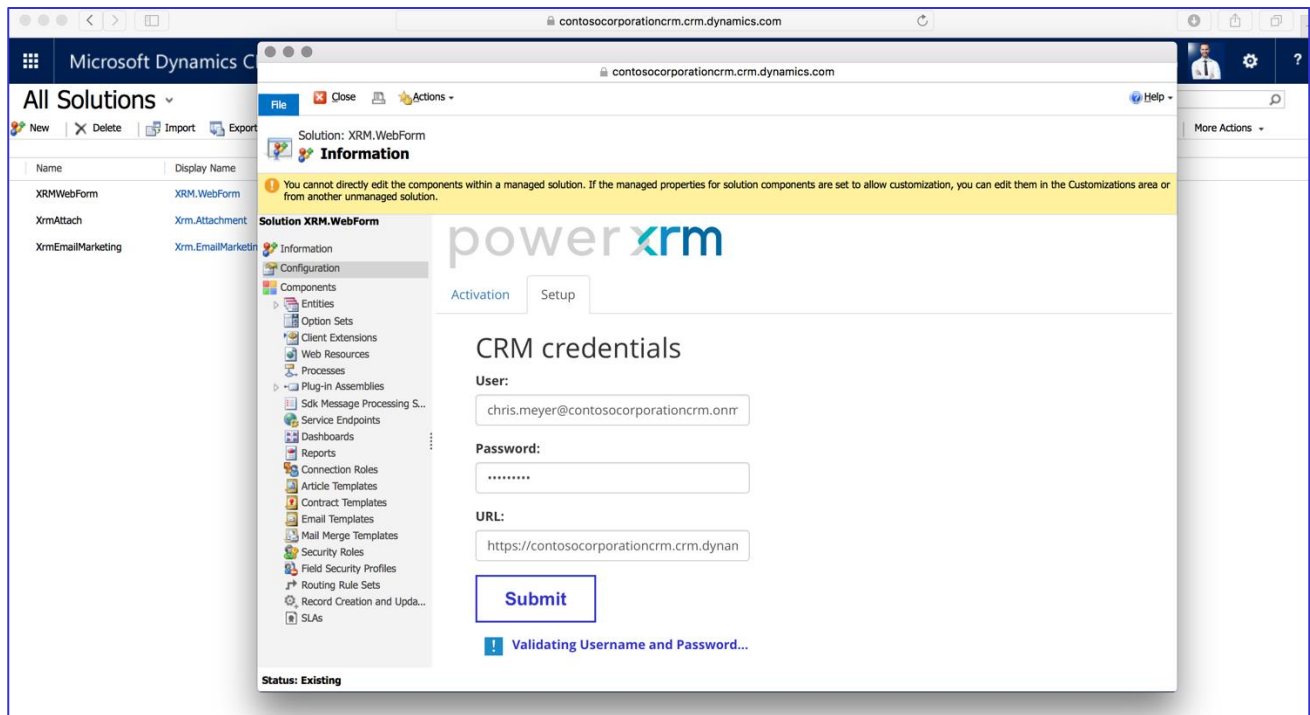 contosocorporationcrm.crm.dynamics.com
Microsoft Dynamics
?
All Solutions
New Delete Import Export
More Actions
Name Display Name
XRMWebForm XRM.WebForm
XrmAttach Xrm.Attachment
XrmEmailMarketing Xrm.EmailMarketin
contosocorporationcrm.crm.dynamics.com
File Close Actions Help
Solution: XRM.WebForm
Information
You cannot directly edit the components within a managed solution. If the managed properties for solution components are set to allow customization, you can edit them in the Customizations area or
from another unmanaged solution.
Solution XRM.WebForm
Information
Configuration
Components
Entities
Option Sets
Client Extensions
Web Resources
Processes
Plug-in Assemblies
Sdk Message Processing S...
Service Endpoints
Dashboards
Reports
Connection Roles
Article Templates
Contract Templates
Email Templates
Mail Merge Templates
Security Roles
Field Security Profiles
Routing Rule Sets
Record Creation and Upda...
SLAs
power xrm
Activation Setup
CRM credentials
User:
chris.meyer@contosocorporationcrm.onm
Password:
•••••••••
URL:
https://contosocorporationcrm.crm.dynan
Submit
! Validating Username and Password...
Status: Existing